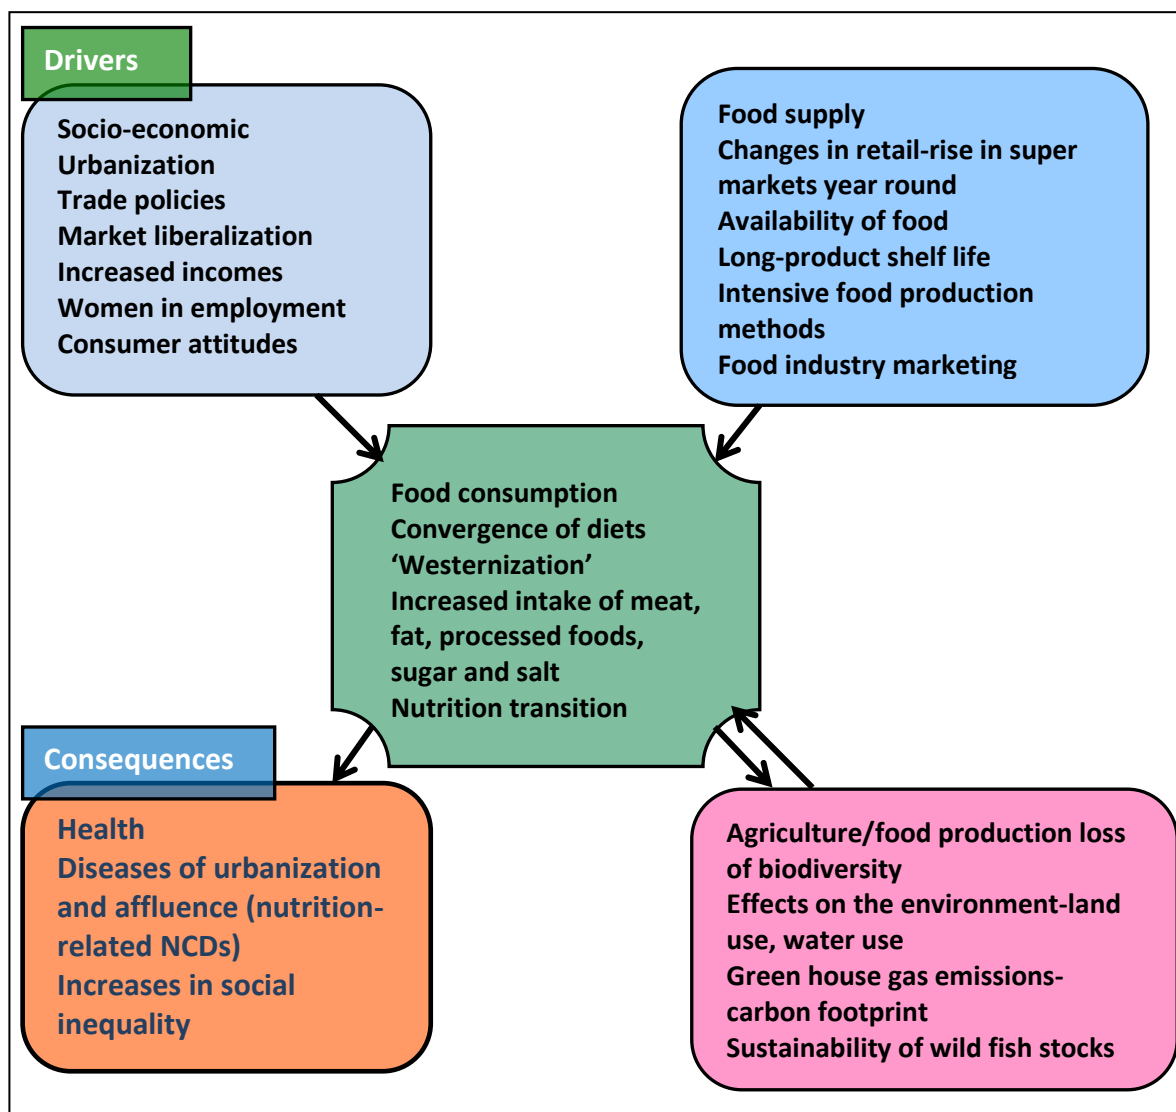 Drivers
Socio-economic
Urbanization
Trade policies
Market liberalization
Increased incomes
Women in employment
Consumer attitudes
Food supply
Changes in retail-rise in super
markets year round
Availability of food
Long-product shelf life
Intensive food production
methods
Food industry marketing
Food consumption
Convergence of diets
‘Westernization’
Increased intake of meat,
fat, processed foods,
sugar and salt
Nutrition transition
Consequences
Health
Diseases of urbanization
and affluence (nutrition-
related NCDs)
Increases in social
inequality
Agriculture/food production loss
of biodiversity
Effects on the environment-land
use, water use
Green house gas emissions-
carbon footprint
Sustainability of wild fish stocks